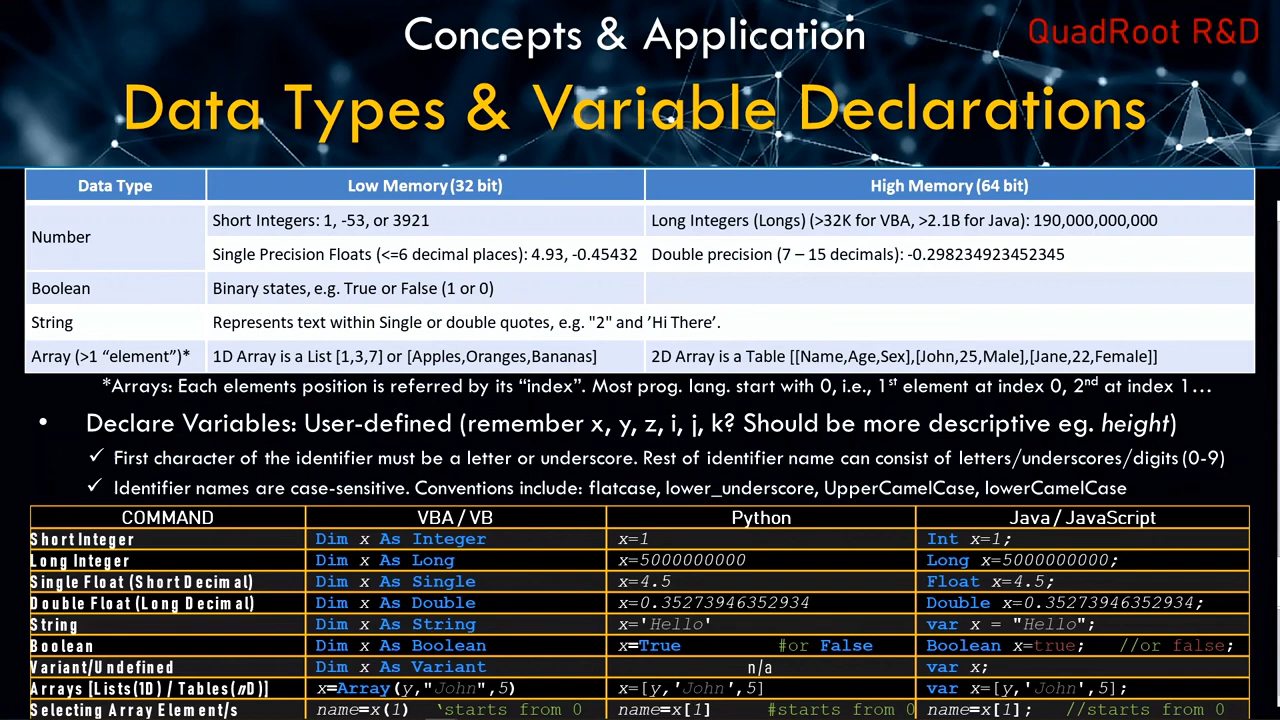 Concepts & Application
QuadRoot R&D
Data Types & Variable Declarations
Data Type Low Memory (32 bit) High Memory (64 bit)
Number Short Integers: 1, -53, or 3921 Long Integers (Longs) (>32K for VBA, >2.1B for Java): 190,000,000,000
Single Precision Floats (<=6 decimal places): 4.93, -0.45432 Double precision (7 – 15 decimals): -0.298234923452345
Boolean Binary states, e.g. True or False (1 or 0)
String Represents text within Single or double quotes, e.g. "2" and ’Hi There’.
Array (>1 “element”)* 1D Array is a List [1,3,7] or [Apples,Oranges,Bananas] 2D Array is a Table [[Name,Age,Sex],[John,25,Male],[Jane,22,Female]]
*Arrays: Each elements position is referred by its “index”. Most prog. lang. start with 0, i.e., 1st element at index 0, 2nd at index 1…
• Declare Variables: User-defined (remember x, y, z, i, j, k? Should be more descriptive eg. height)
✓ First character of the identifier must be a letter or underscore. Rest of identifier name can consist of letters/underscores/digits (0-9)
✓ Identifier names are case-sensitive. Conventions include: flatcase, lower_underscore, UpperCamelCase, lowerCamelCase
COMMAND VBA / VB Python Java / JavaScript
Short Integer Dim x As Integer x=1 Int x=1;
Long Integer Dim x As Long x=5000000000 Long x=5000000000;
Single Float (Short Decimal) Dim x As Single x=4.5 Float x=4.5;
Double Float (Long Decimal) Dim x As Double x=0.35273946352934 Double x=0.35273946352934;
String Dim x As String x='Hello' var x = "Hello";
Boolean Dim x As Boolean x=True #or False Boolean x=true; //or false;
Variant/Undefined Dim x As Variant n/a var x;
Arrays [Lists(1D) / Tables(nD)] x=Array(y,"John",5) x=[y,'John',5] var x=[y,'John',5];
Selecting Array Element/s name=x(1) ‘starts from 0 name=x[1] #starts from 0 name=x[1]; //starts from 0